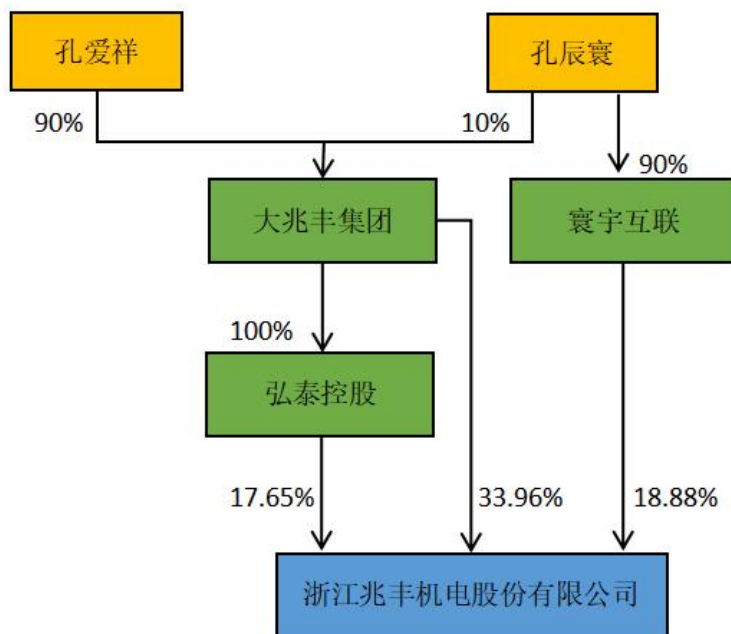 孔爱祥
孔辰寰
90%
10%
90%
大兆丰集团
寰宇互联
100%
弘泰控股
17.65%
33.96%
18.88%
浙江兆丰机电股份有限公司